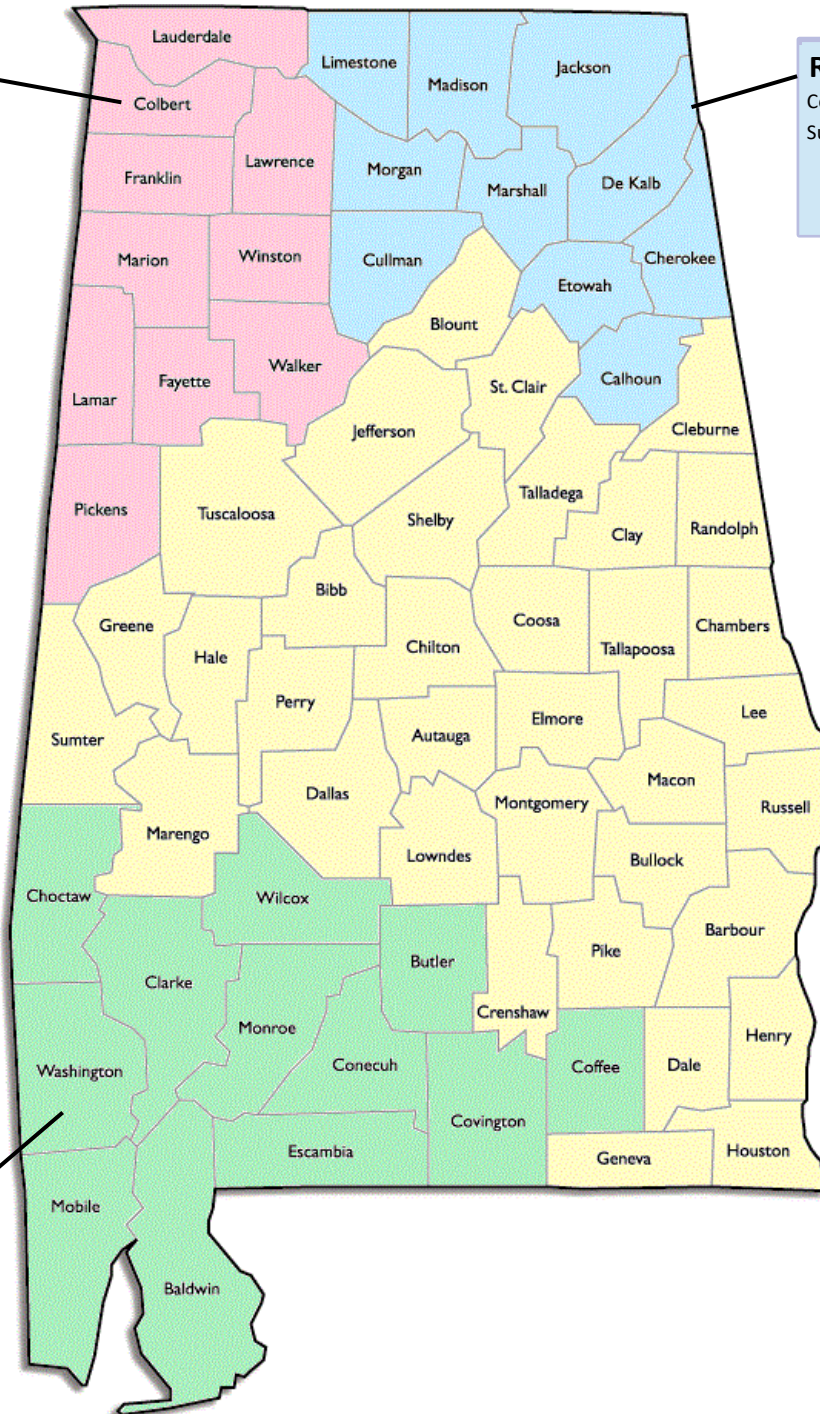 Lauderdale
Limestone
Madison
Jackson
R
Colbert
Lawrence
Franklin
Morgan
Marshall
De Kalb
Marion
Winston
Cullman
Etowah
Cherokee
Blount
Walker
Fayette
Lamar
St. Clair
Calhoun
Jefferson
Cleburne
Pickens
Tuscaloosa
Shelby
Talladega
Clay
Randolph
Bibb
Greene
Hale
Chilton
Coosa
Tallapoosa
Chambers
Perry
Sumter
Autauga
Elmore
Lee
Dallas
Macon
Montgomery
Russell
Marengo
Lowndes
Bullock
Choctaw
Wilcox
Butler
Pike
Barbour
Clarke
Monroe
Crenshaw
Henry
Washington
Conecuh
Coffee
Dale
Covington
Escambia
Geneva
Houston
Mobile
Baldwin